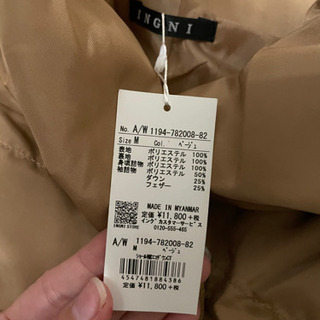 INGNI
No. A/W 1194-782008-82
Size M Col. ベージュ
表地 ポリエステル 100%
裏地 ポリエステル 100%
身頃詰物 ポリエステル 100%
袖詰物 ポリエステル 50%
ダウン 25%
フェザー 25%
MADE IN MYANMAR
定価 ¥11,800+税
イングカスタマーサービス
0120-555-465
INGNI STORE
A/W 1194-782008-82
M ベージュ
4547481884386
定価 ¥11,800 +税